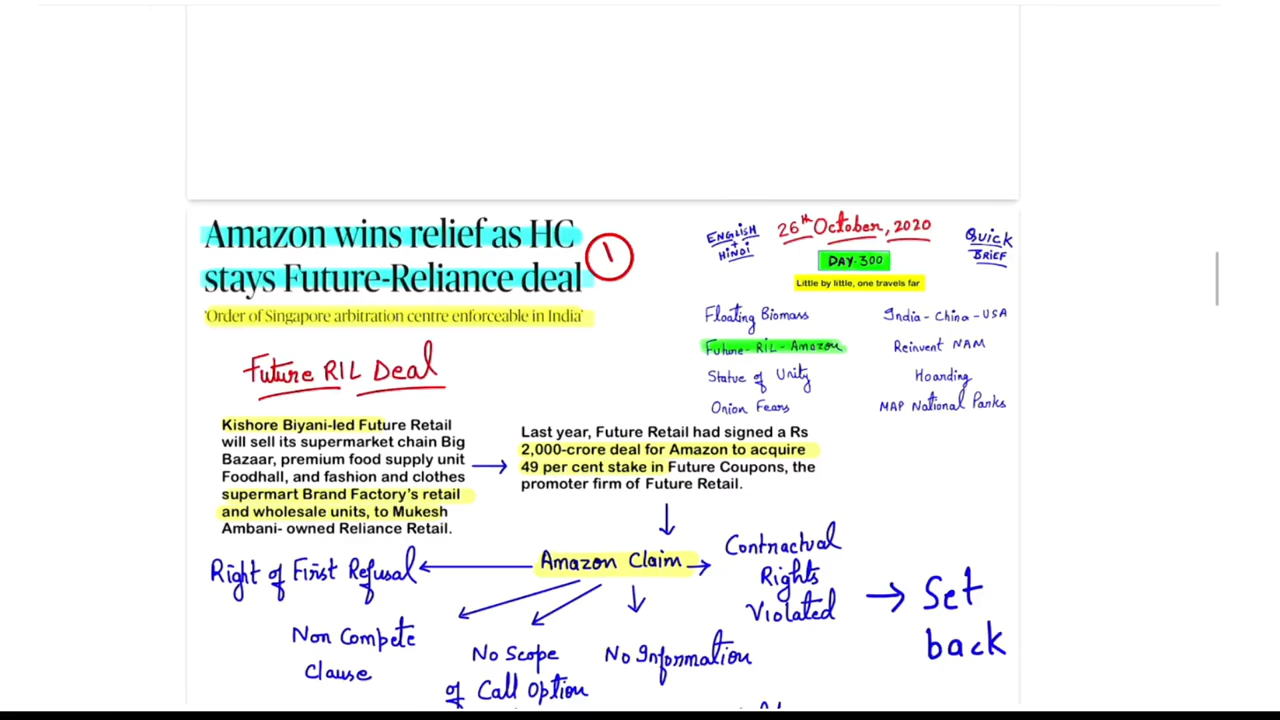 Amazon wins relief as HC
stays Future-Reliance deal
1
'Order of Singapore arbitration centre enforceable in India'
ENGLISH
+
HINDI
26th October, 2020
QUICK
BRIEF
DAY-300
Little by little, one travels far
Floating Biomass
India-China-USA
Future-RIL-Amazon
Reinvent NAM
Statue of Unity
Hoarding
Onion Fears
MAP National Parks
Future RIL Deal
Kishore Biyani-led Future Retail
will sell its supermarket chain Big
Bazaar, premium food supply unit
Foodhall, and fashion and clothes
supermart Brand Factory's retail
and wholesale units, to Mukesh
Ambani- owned Reliance Retail.
Last year, Future Retail had signed a Rs
2,000-crore deal for Amazon to acquire
49 per cent stake in Future Coupons, the
promoter firm of Future Retail.
Amazon Claim
Right of First Refusal
Non Compete
Clause
No Scope
of Call Option
No Information
Contractual
Rights
Violated
Set
back